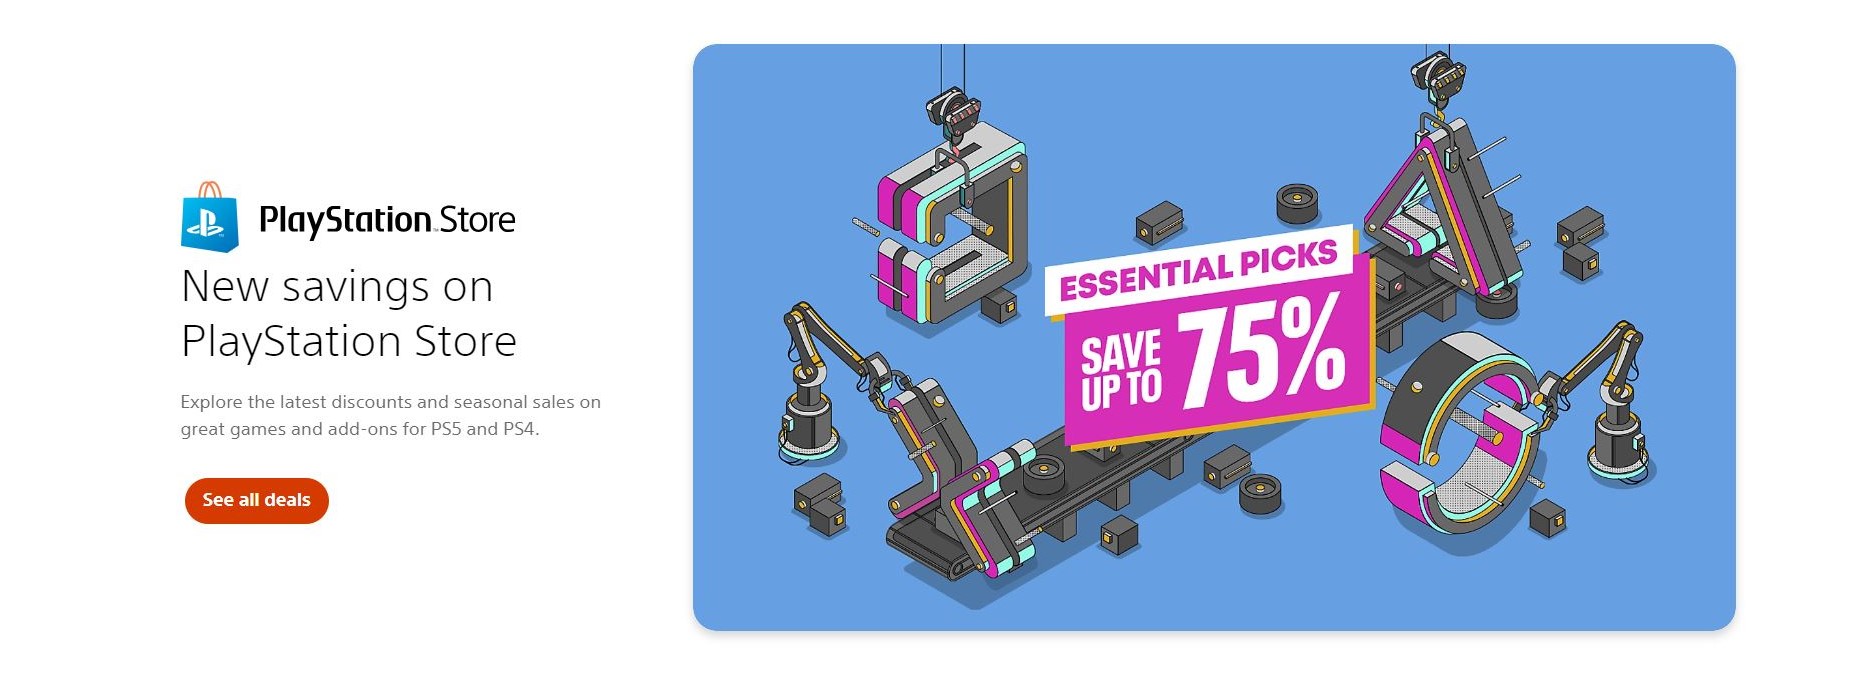 PlayStation Store
New savings on
PlayStation Store
Explore the latest discounts and seasonal sales on
great games and add-ons for PS5 and PS4.
See all deals
ESSENTIAL PICKS
SAVE
UP TO 75%